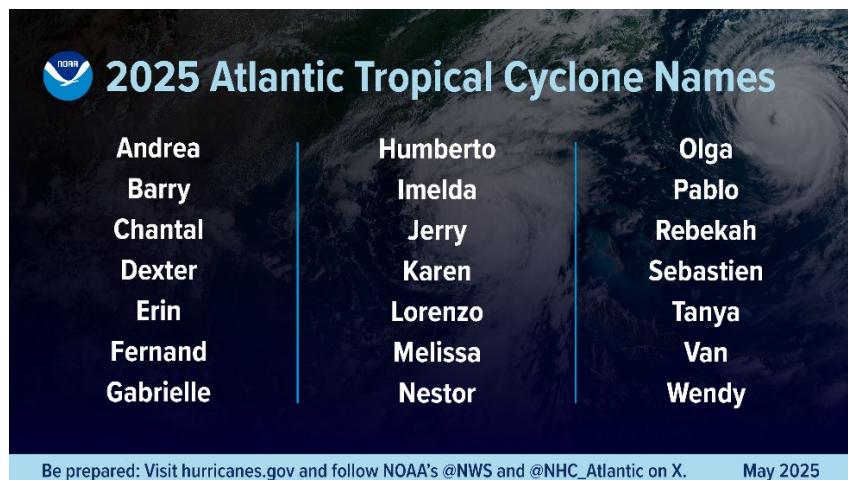 NOAA
2025 Atlantic Tropical Cyclone Names
Andrea
Barry
Chantal
Dexter
Erin
Fernand
Gabrielle
Humberto
Imelda
Jerry
Karen
Lorenzo
Melissa
Nestor
Olga
Pablo
Rebekah
Sebastien
Tanya
Van
Wendy
Be prepared: Visit hurricanes.gov and follow NOAA's @NWS and @NHC_Atlantic on X. May 2025